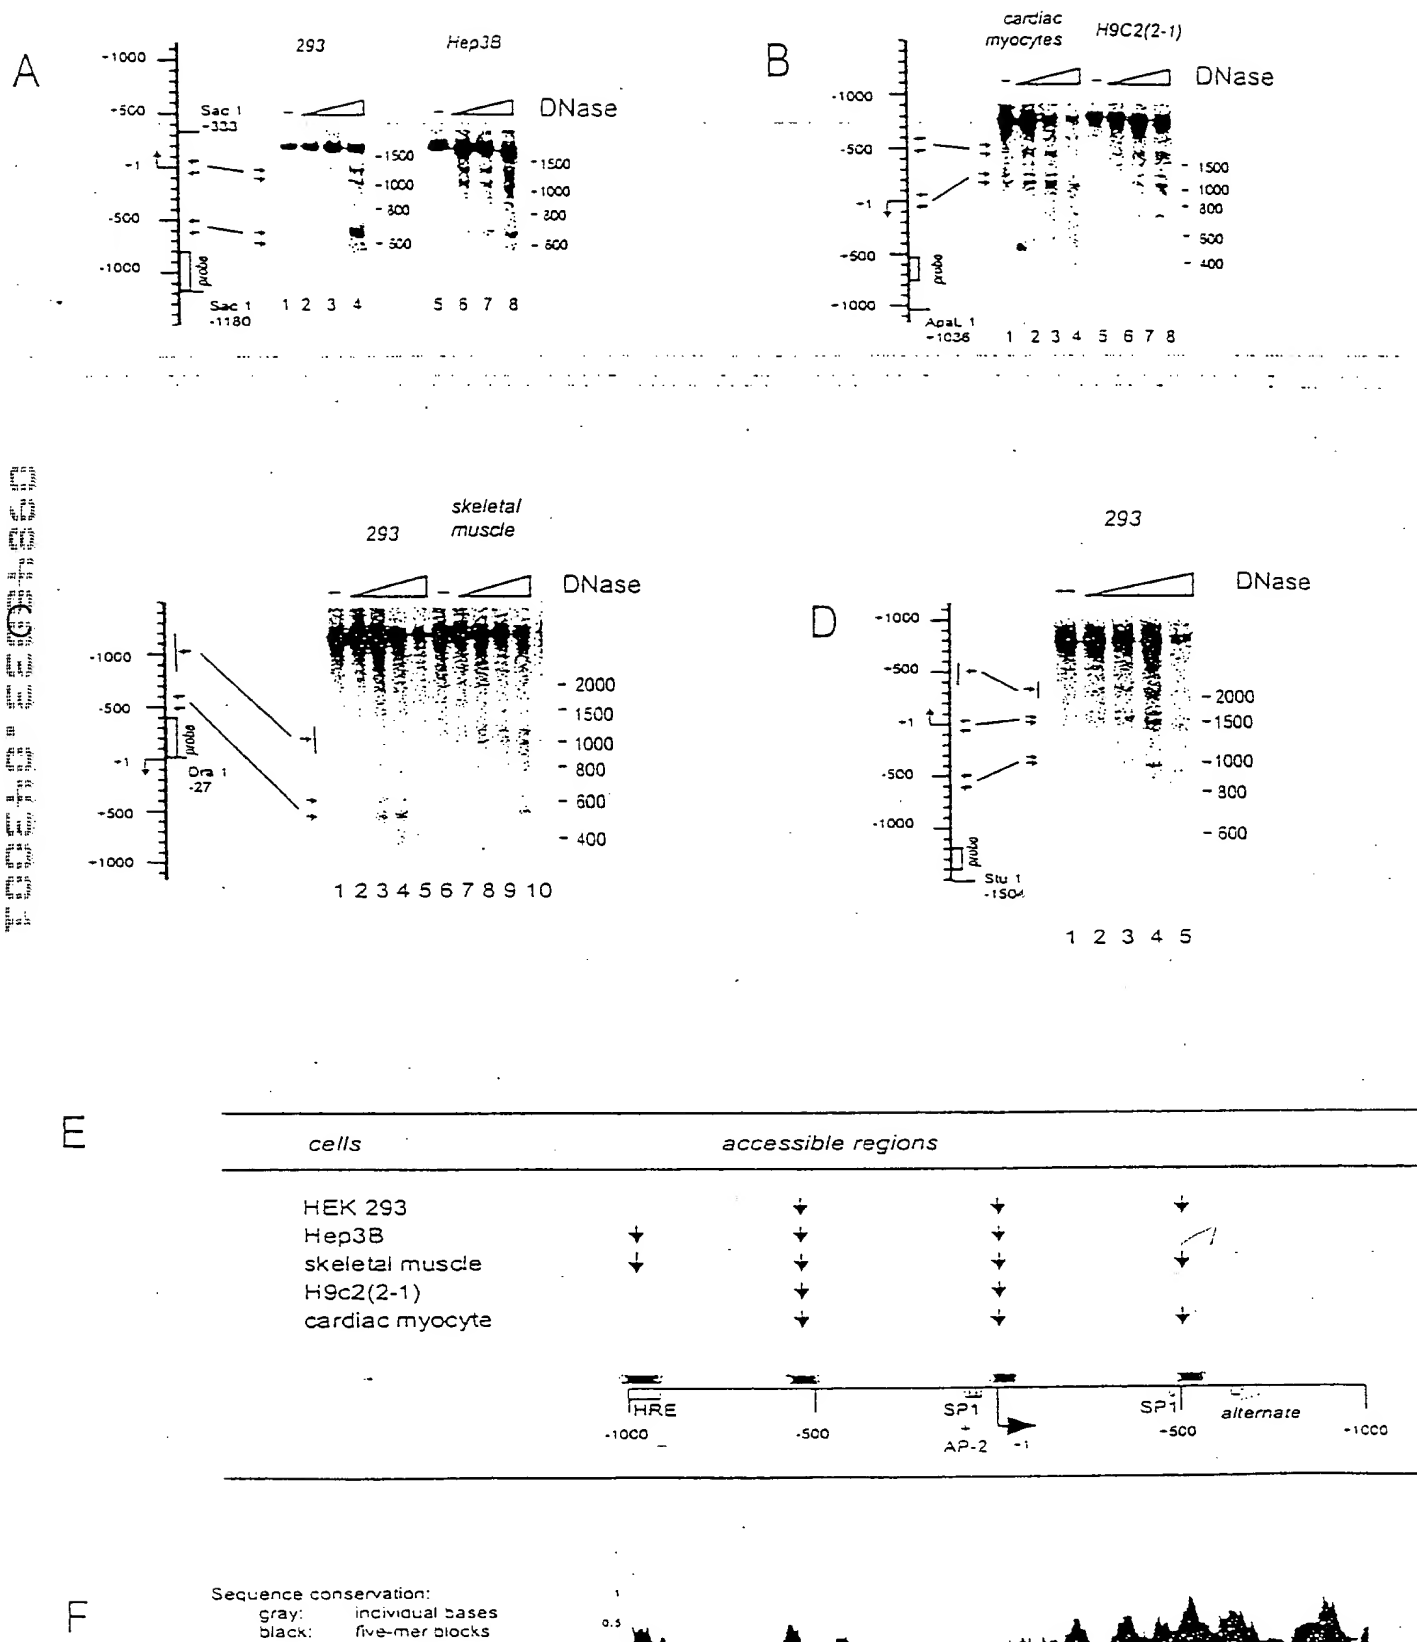 A
293
Hep3B
DNase
-1000
-500
Sac 1
-333
+1
-500
-1000
probe
Sac 1
-1180
-1500
-1000
-800
-600
-1500
-1000
-800
-600
1 2 3 4
5 6 7 8
B
cardiac
myocytes
H9C2(2-1)
DNase
-1000
-500
+1
+500
+1000
probe
ApaL 1
+1036
- 1500
- 1000
- 800
- 600
- 400
1 2 3 4 5 6 7 8
C
293
skeletal
muscle
DNase
-1000
-500
probe
+1
Dra 1
-27
+500
+1000
- 2000
- 1500
- 1000
- 800
- 600
- 400
1 2 3 4 5 6 7 8 9 10
D
293
DNase
-1000
+500
+1
-500
-1000
probe
Stu 1
-1504
- 2000
- 1500
- 1000
- 800
- 600
1 2 3 4 5
E
cells
accessible regions
HEK 293
Hep3B
skeletal muscle
H9c2(2-1)
cardiac myocyte
HRE
SP1
+
AP-2
SP1
alternate
-1000
-500
+1
+500
+1000
F
Sequence conservation:
gray: individual bases
black: five-mer blocks
1
0.5